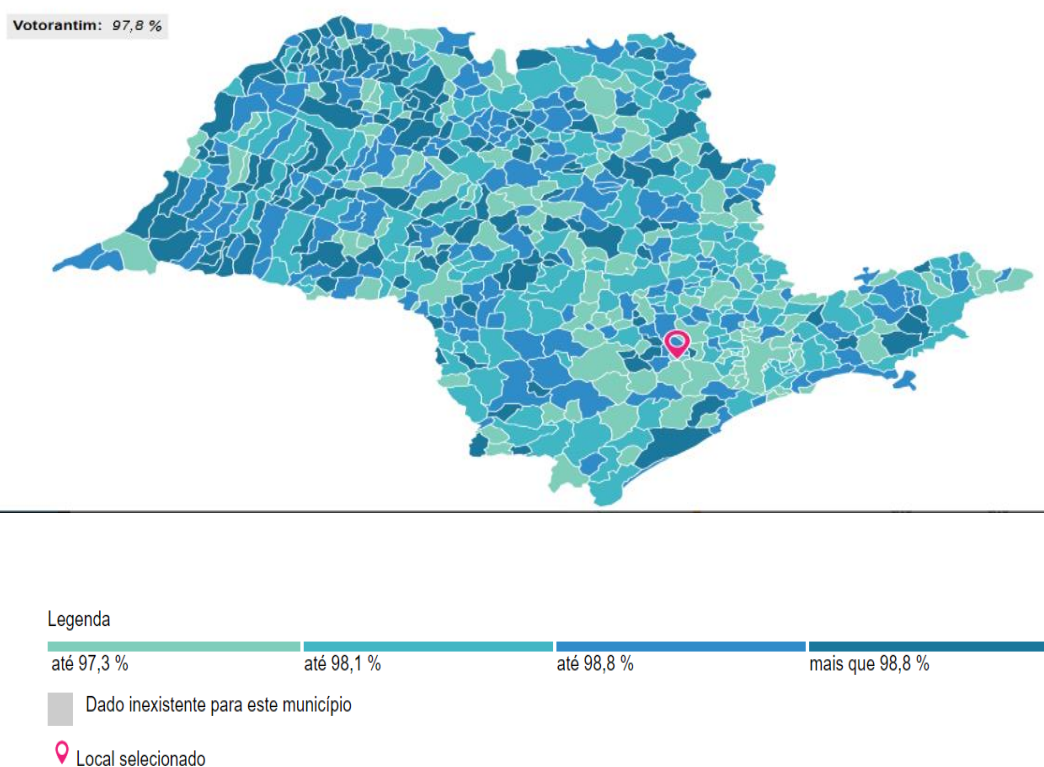 Votorantim: 97,8 %
Legenda
até 97,3 %
até 98,1 %
até 98,8 %
mais que 98,8 %
Dado inexistente para este município
Local selecionado